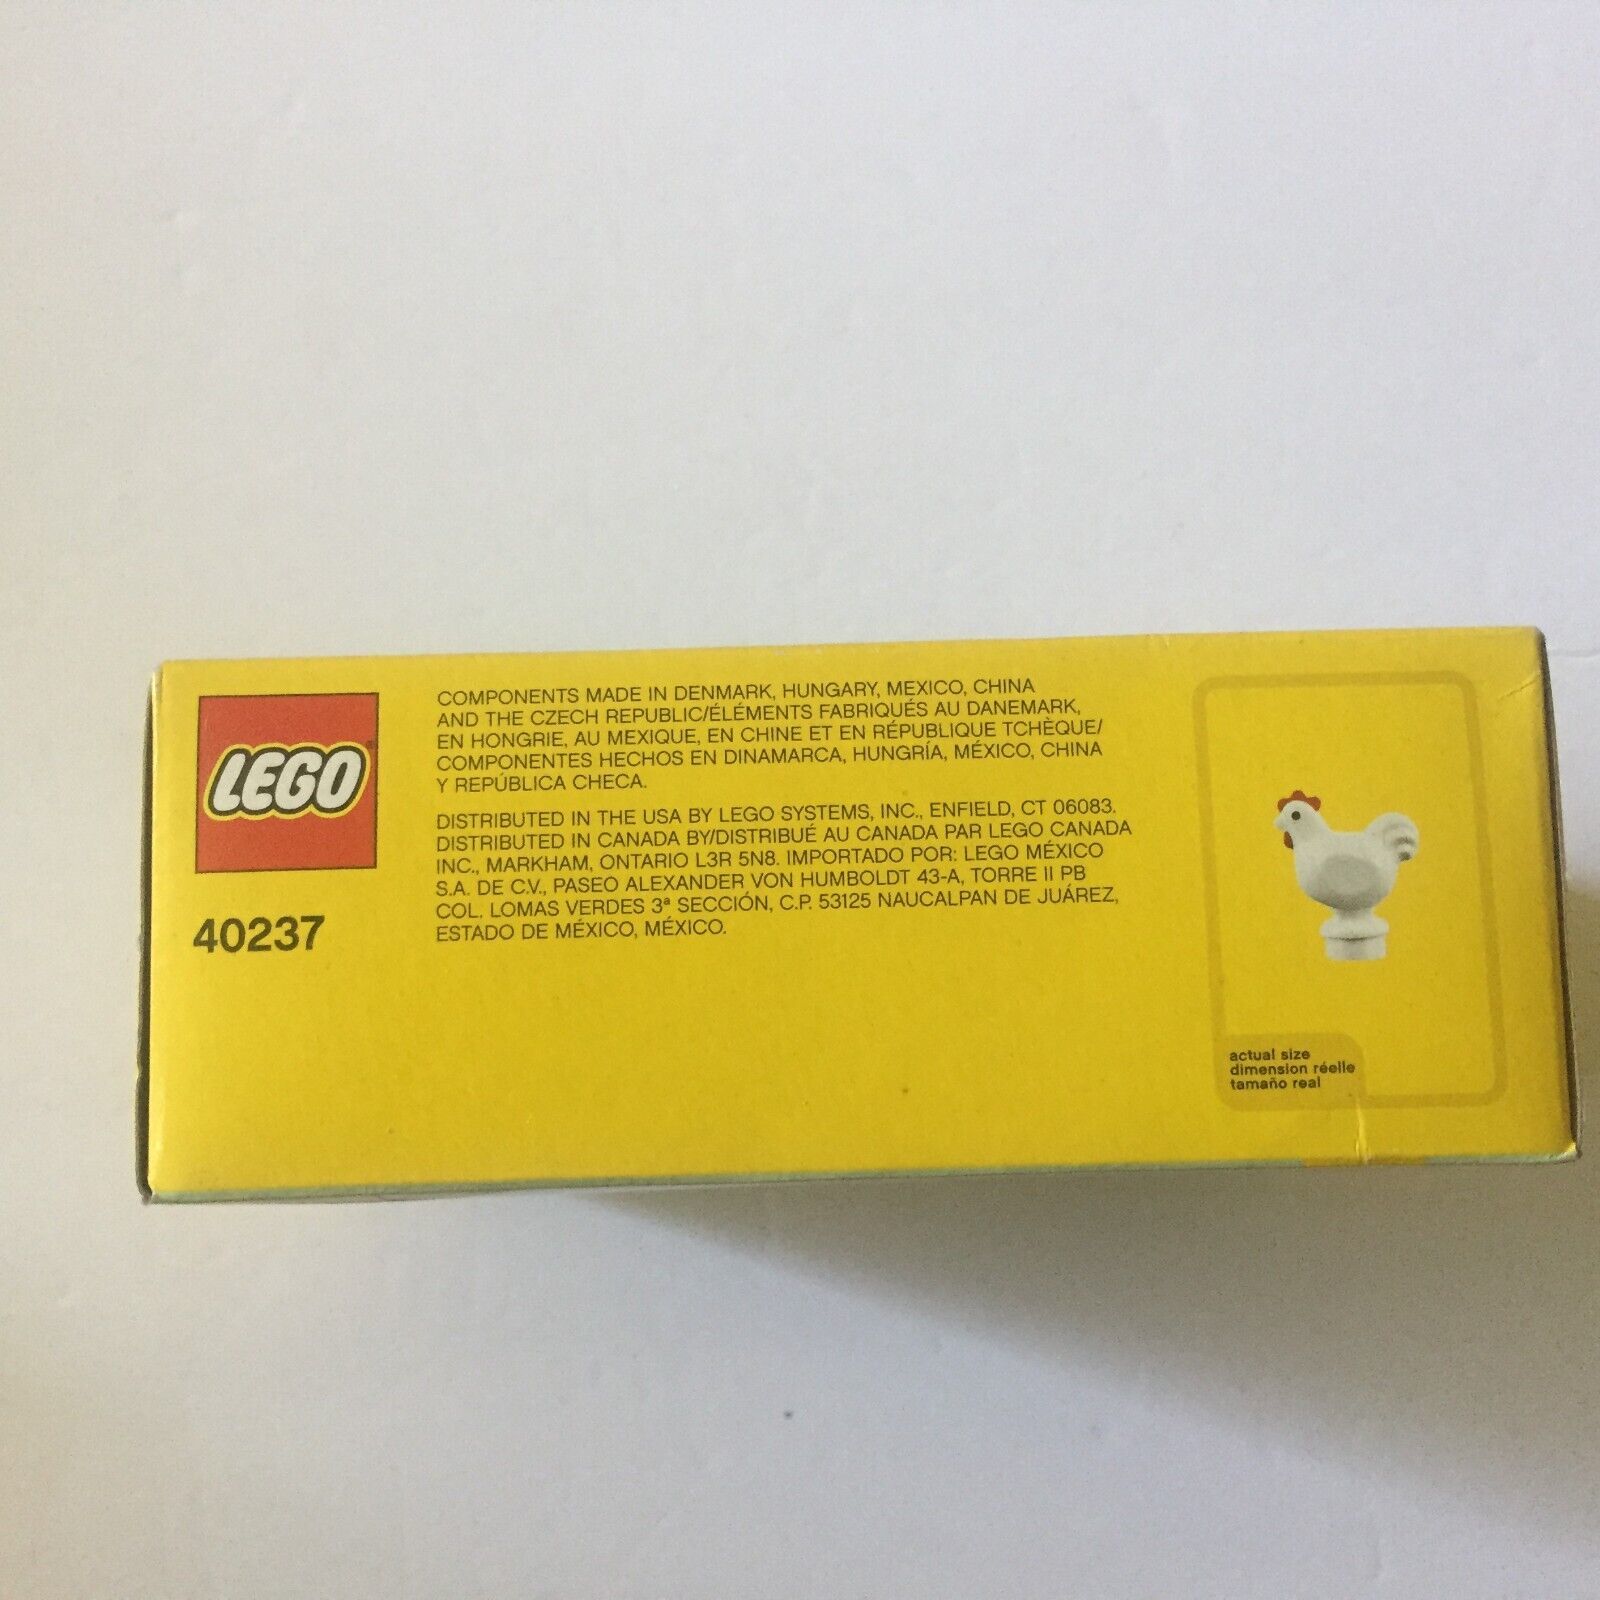 LEGO
40237
COMPONENTS MADE IN DENMARK, HUNGARY, MEXICO, CHINA
AND THE CZECH REPUBLIC/ÉLÉMENTS FABRIQUÉS AU DANEMARK,
EN HONGRIE, AU MEXIQUE, EN CHINE ET EN RÉPUBLIQUE TCHÈQUE/
COMPONENTES HECHOS EN DINAMARCA, HUNGRÍA, MÉXICO, CHINA
Y REPÚBLICA CHECA.
DISTRIBUTED IN THE USA BY LEGO SYSTEMS, INC., ENFIELD, CT 06083.
DISTRIBUTED IN CANADA BY/DISTRIBUÉ AU CANADA PAR LEGO CANADA
INC., MARKHAM, ONTARIO L3R 5N8. IMPORTADO POR: LEGO MÉXICO
S.A. DE C.V., PASEO ALEXANDER VON HUMBOLDT 43-A, TORRE II PB
COL. LOMAS VERDES 3ª SECCIÓN, C.P. 53125 NAUCALPAN DE JUÁREZ,
ESTADO DE MÉXICO, MÉXICO.
actual size
dimension réelle
tamaño real